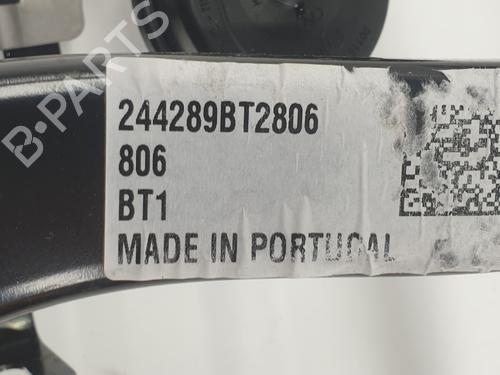 B-PARTS
244289BT2806
806
BT1
MADE IN PORTUGAL